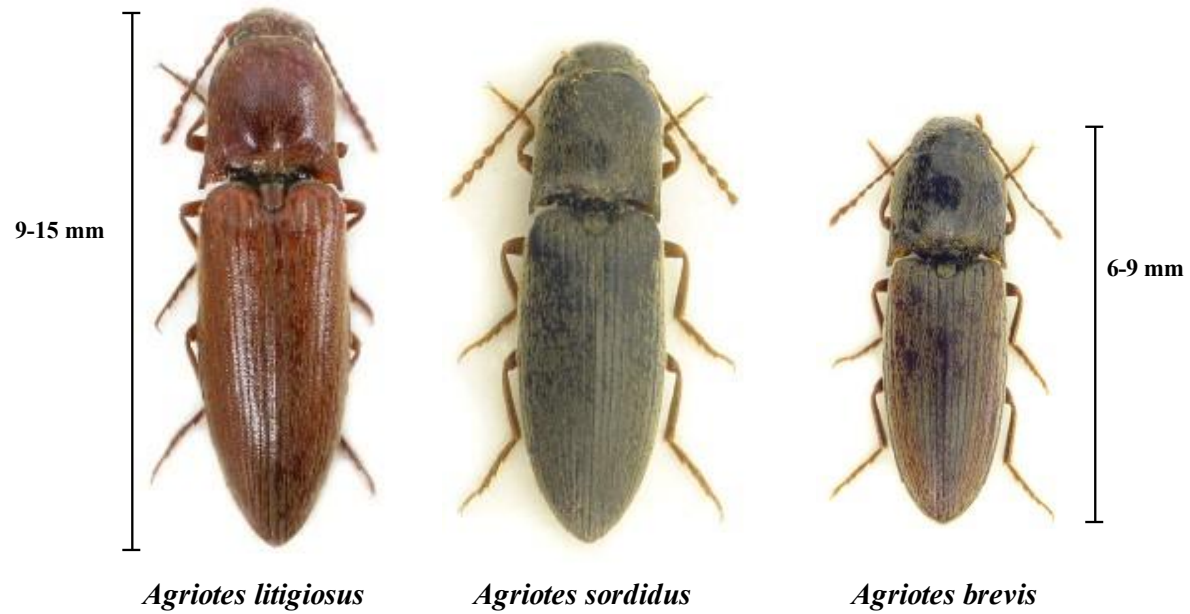 9-15 mm
6-9 mm
Agriotes litigiosus
Agriotes sordidus
Agriotes brevis